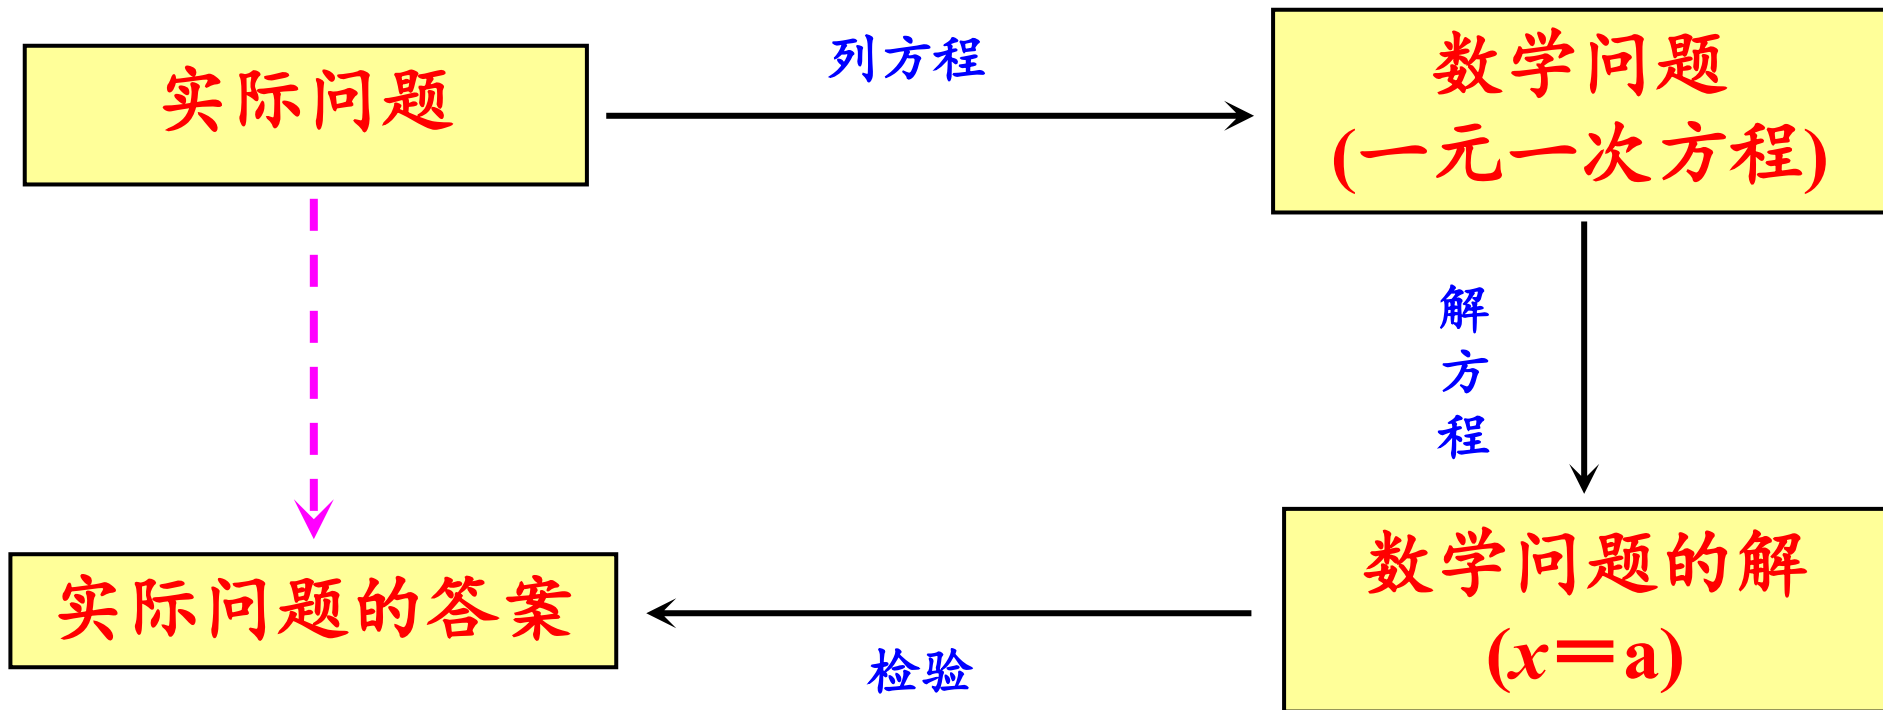 实际问题
列方程
数学问题
(一元一次方程)
解
方
程
实际问题的答案
检验
数学问题的解
(x＝a)